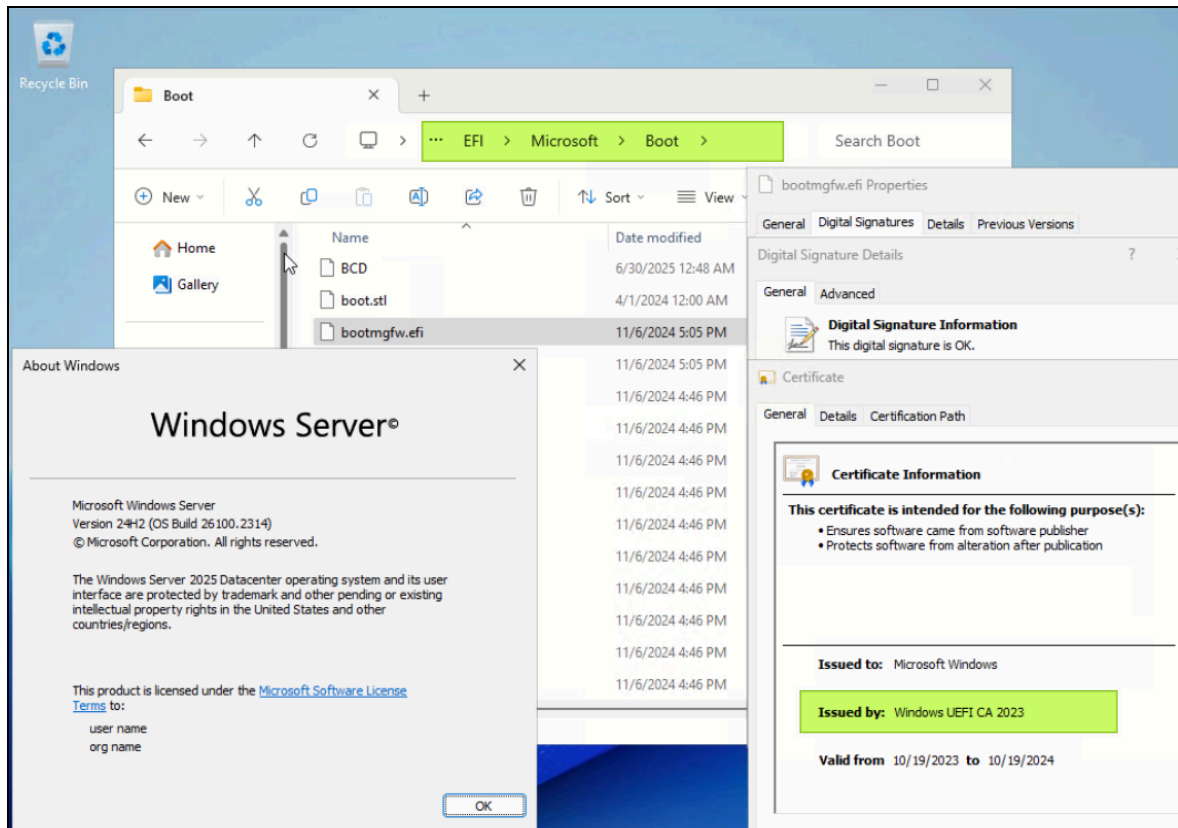 Recycle Bin
Boot
EFI > Microsoft > Boot >
Search Boot
New
Sort
View
Home
Gallery
Name
Date modified
BCD
6/30/2025 12:48 AM
boot.stl
4/1/2024 12:00 AM
bootmgfw.efi
11/6/2024 5:05 PM
11/6/2024 5:05 PM
11/6/2024 4:46 PM
11/6/2024 4:46 PM
11/6/2024 4:46 PM
11/6/2024 4:46 PM
11/6/2024 4:46 PM
11/6/2024 4:46 PM
11/6/2024 4:46 PM
11/6/2024 4:46 PM
11/6/2024 4:46 PM
11/6/2024 4:46 PM
About Windows
Windows Server©
Microsoft Windows Server
Version 24H2 (OS Build 26100.2314)
© Microsoft Corporation. All rights reserved.
The Windows Server 2025 Datacenter operating system and its user
interface are protected by trademark and other pending or existing
intellectual property rights in the United States and other
countries/regions.
This product is licensed under the Microsoft Software License
Terms to:
user name
org name
OK
bootmgfw.efi Properties
General Digital Signatures Details Previous Versions
Digital Signature Details ?
General Advanced
Digital Signature Information
This digital signature is OK.
Certificate
General Details Certification Path
Certificate Information
This certificate is intended for the following purpose(s):
• Ensures software came from software publisher
• Protects software from alteration after publication
Issued to: Microsoft Windows
Issued by: Windows UEFI CA 2023
Valid from 10/19/2023 to 10/19/2024